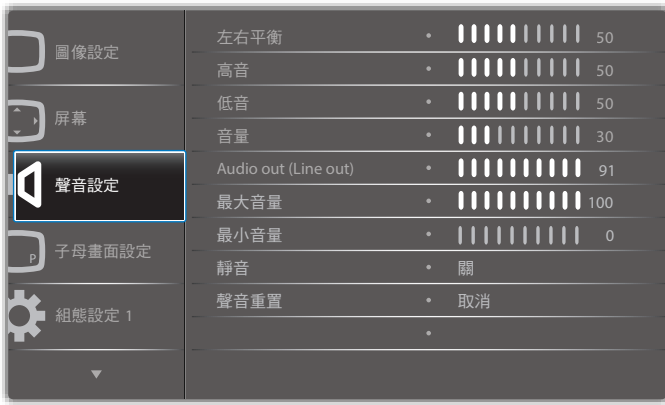 圖像設定
屏幕
聲音設定
P
子母畫面設定
組態設定 1
左右平衡 • 50
高音 • 50
低音 • 50
音量 • 30
Audio out (Line out) • 91
最大音量 • 100
最小音量 • 0
靜音 • 關
聲音重置 • 取消
•